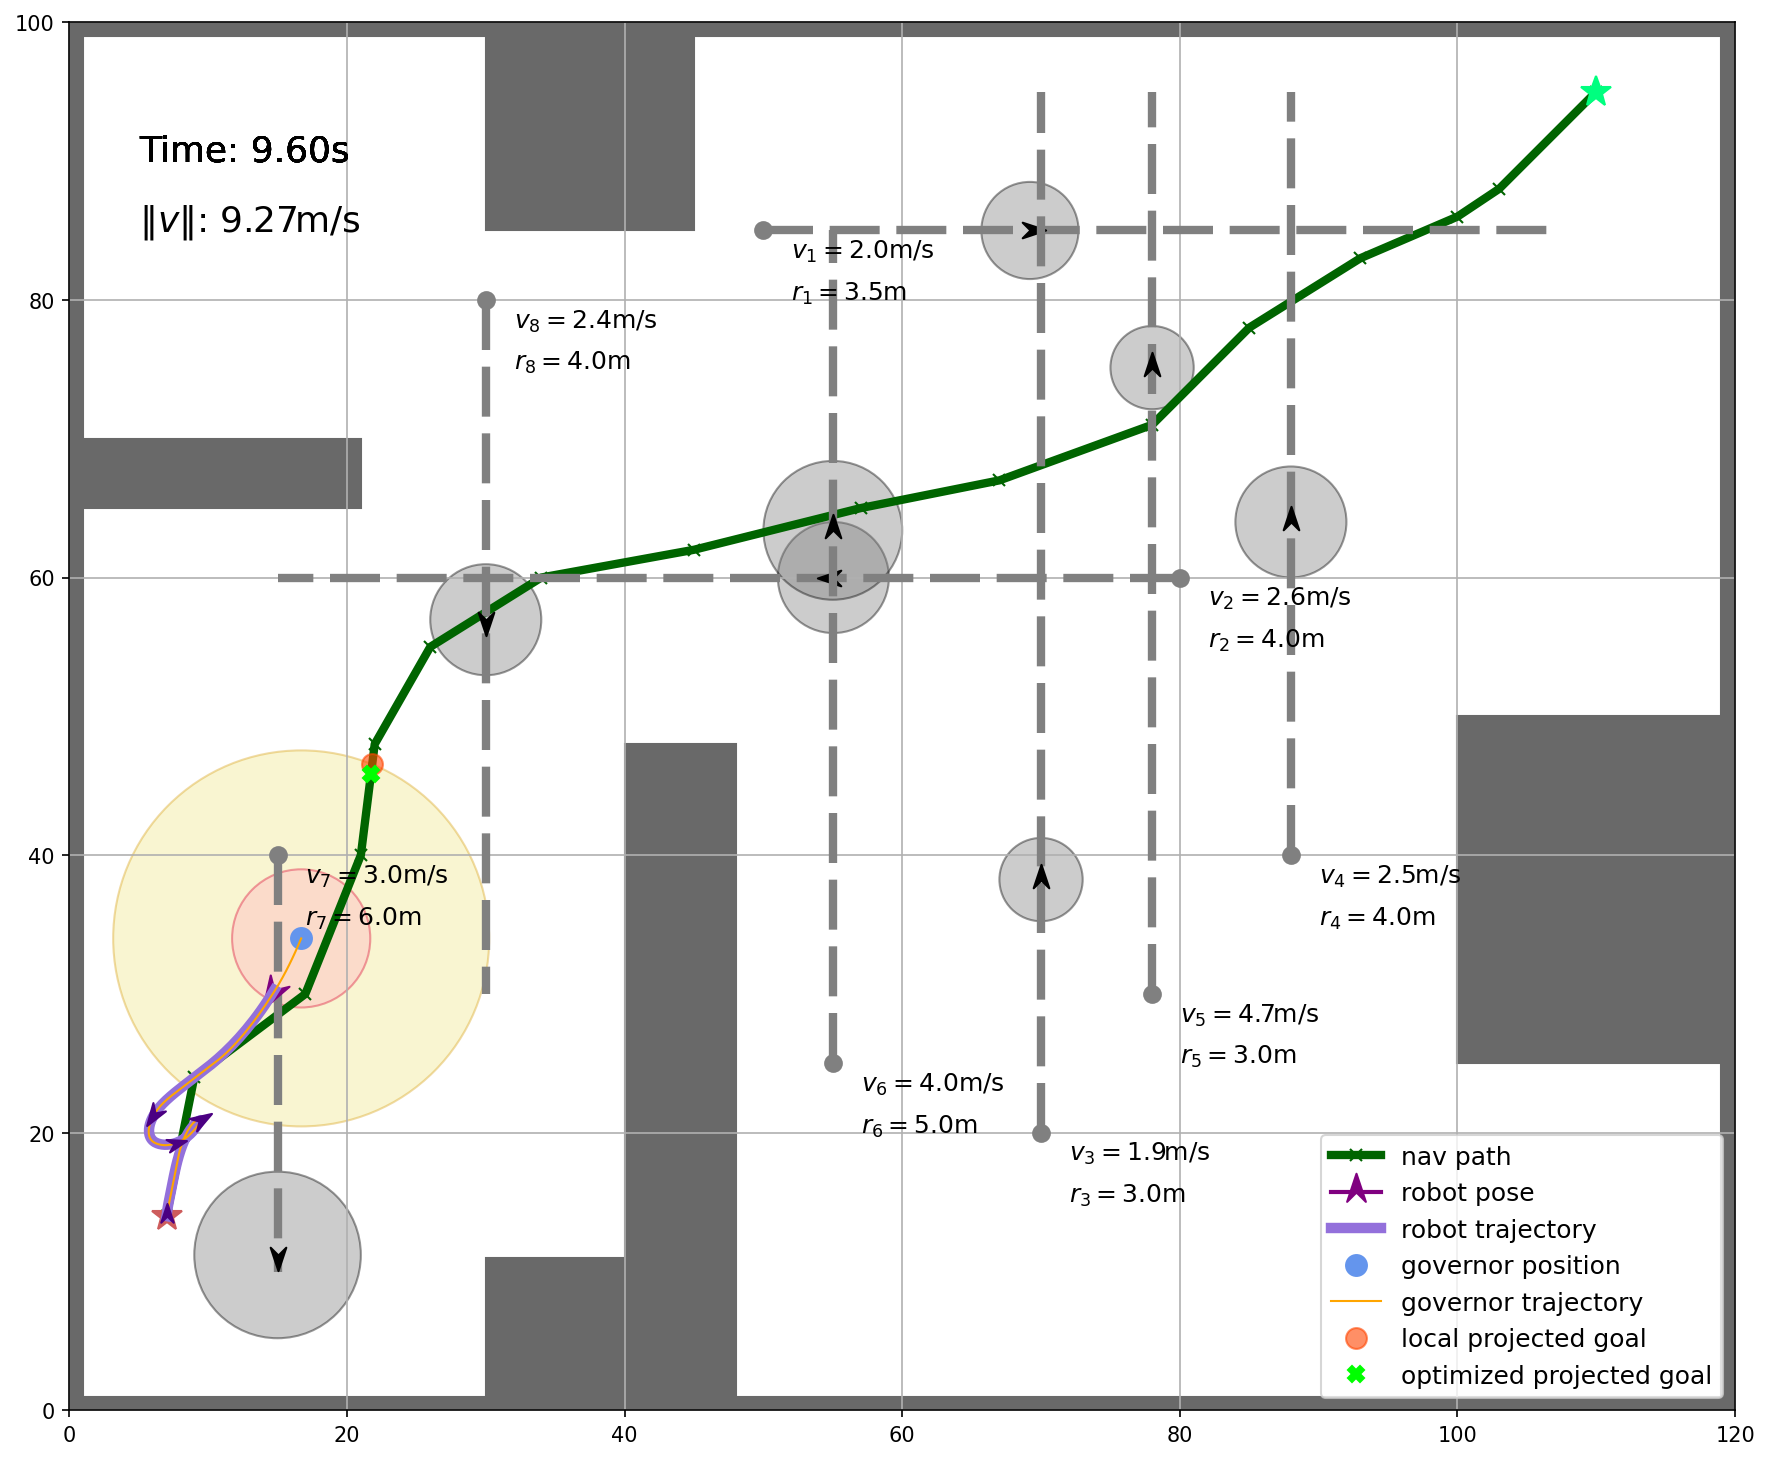 100
80
60
40
20
0
0
20
40
60
80
100
120
Time: 9.60s
‖v‖: 9.27m/s
v₁ = 2.0m/s
r₁ = 3.5m
v₈ = 2.4m/s
r₈ = 4.0m
v₂ = 2.6m/s
r₂ = 4.0m
v₇ = 3.0m/s
r₇ = 6.0m
v₄ = 2.5m/s
r₄ = 4.0m
v₅ = 4.7m/s
r₅ = 3.0m
v₆ = 4.0m/s
r₆ = 5.0m
v₃ = 1.9m/s
r₃ = 3.0m
nav path
robot pose
robot trajectory
governor position
governor trajectory
local projected goal
optimized projected goal